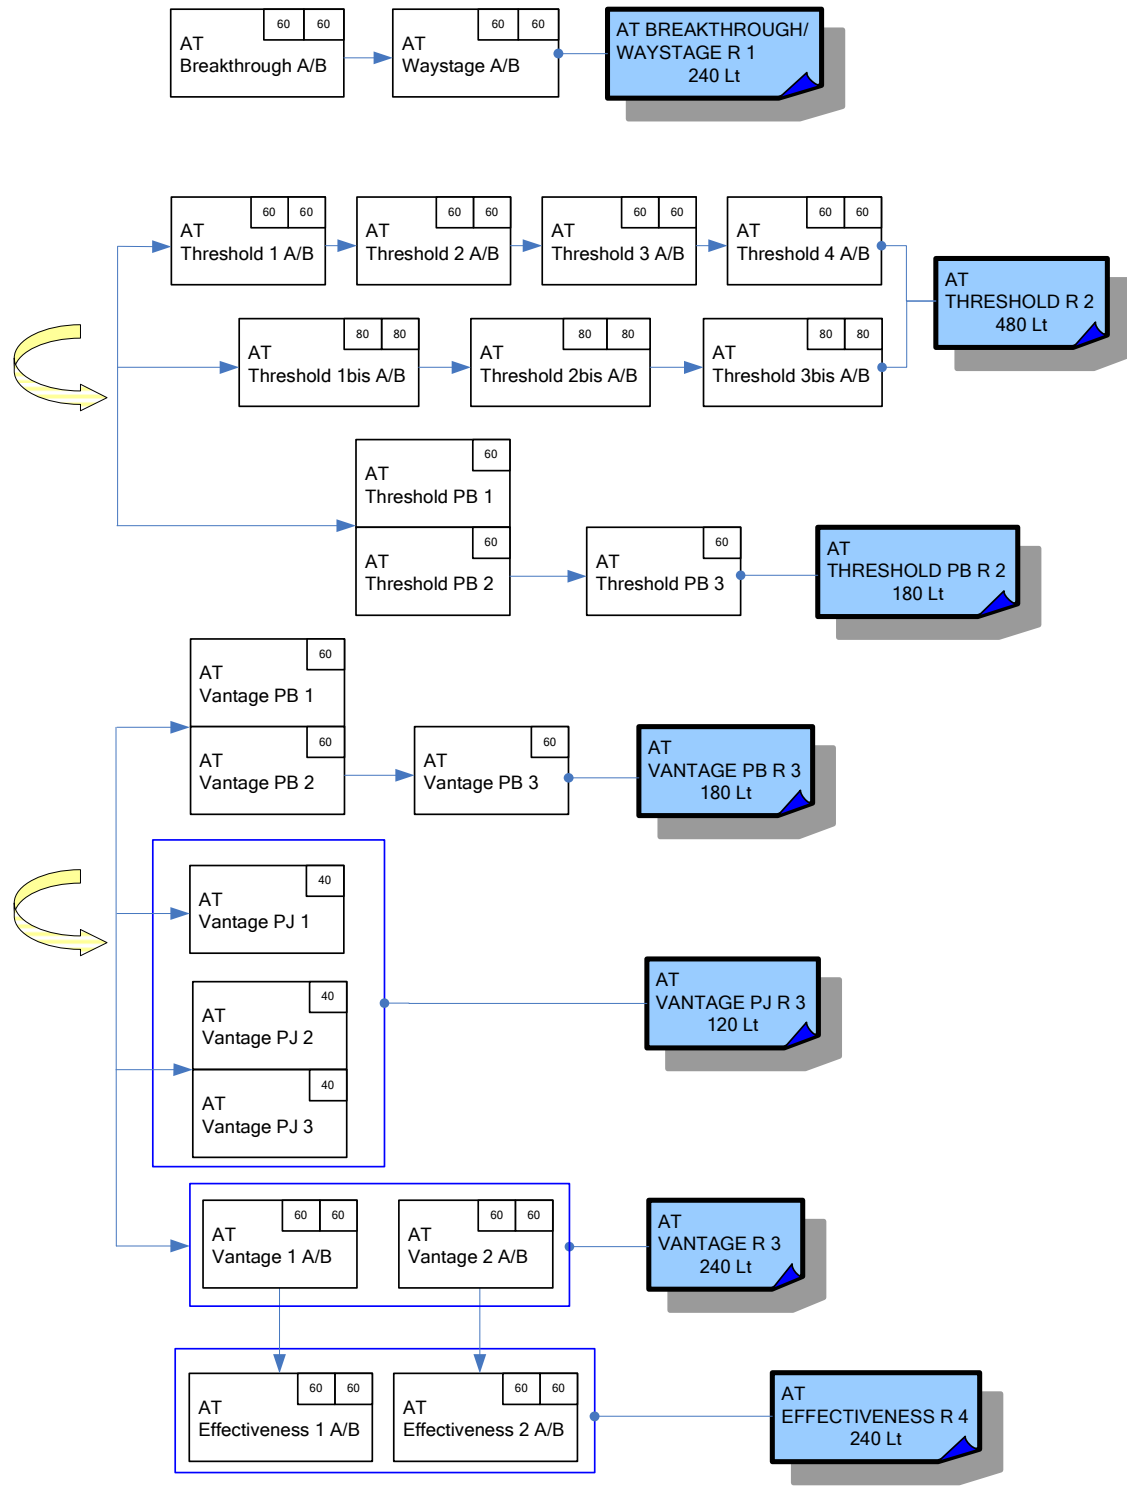 60 60
AT
Breakthrough A/B
60 60
AT
Waystage A/B
AT BREAKTHROUGH/
WAYSTAGE R 1
240 Lt
60 60
AT
Threshold 1 A/B
60 60
AT
Threshold 2 A/B
60 60
AT
Threshold 3 A/B
60 60
AT
Threshold 4 A/B
AT
THRESHOLD R 2
480 Lt
80 80
AT
Threshold 1bis A/B
80 80
AT
Threshold 2bis A/B
80 80
AT
Threshold 3bis A/B
60
AT
Threshold PB 1
60
AT
Threshold PB 2
60
AT
Threshold PB 3
AT
THRESHOLD PB R 2
180 Lt
60
AT
Vantage PB 1
60
AT
Vantage PB 2
60
AT
Vantage PB 3
AT
VANTAGE PB R 3
180 Lt
40
AT
Vantage PJ 1
40
AT
Vantage PJ 2
40
AT
Vantage PJ 3
AT
VANTAGE PJ R 3
120 Lt
60 60
AT
Vantage 1 A/B
60 60
AT
Vantage 2 A/B
AT
VANTAGE R 3
240 Lt
60 60
AT
Effectiveness 1 A/B
60 60
AT
Effectiveness 2 A/B
AT
EFFECTIVENESS R 4
240 Lt